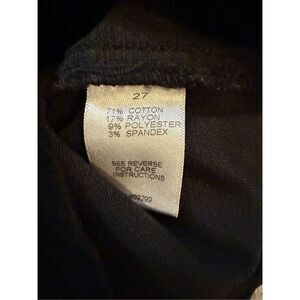 27
71% COTTON
17% RAYON
9% POLYESTER
3% SPANDEX
SEE REVERSE
FOR CARE
INSTRUCTIONS